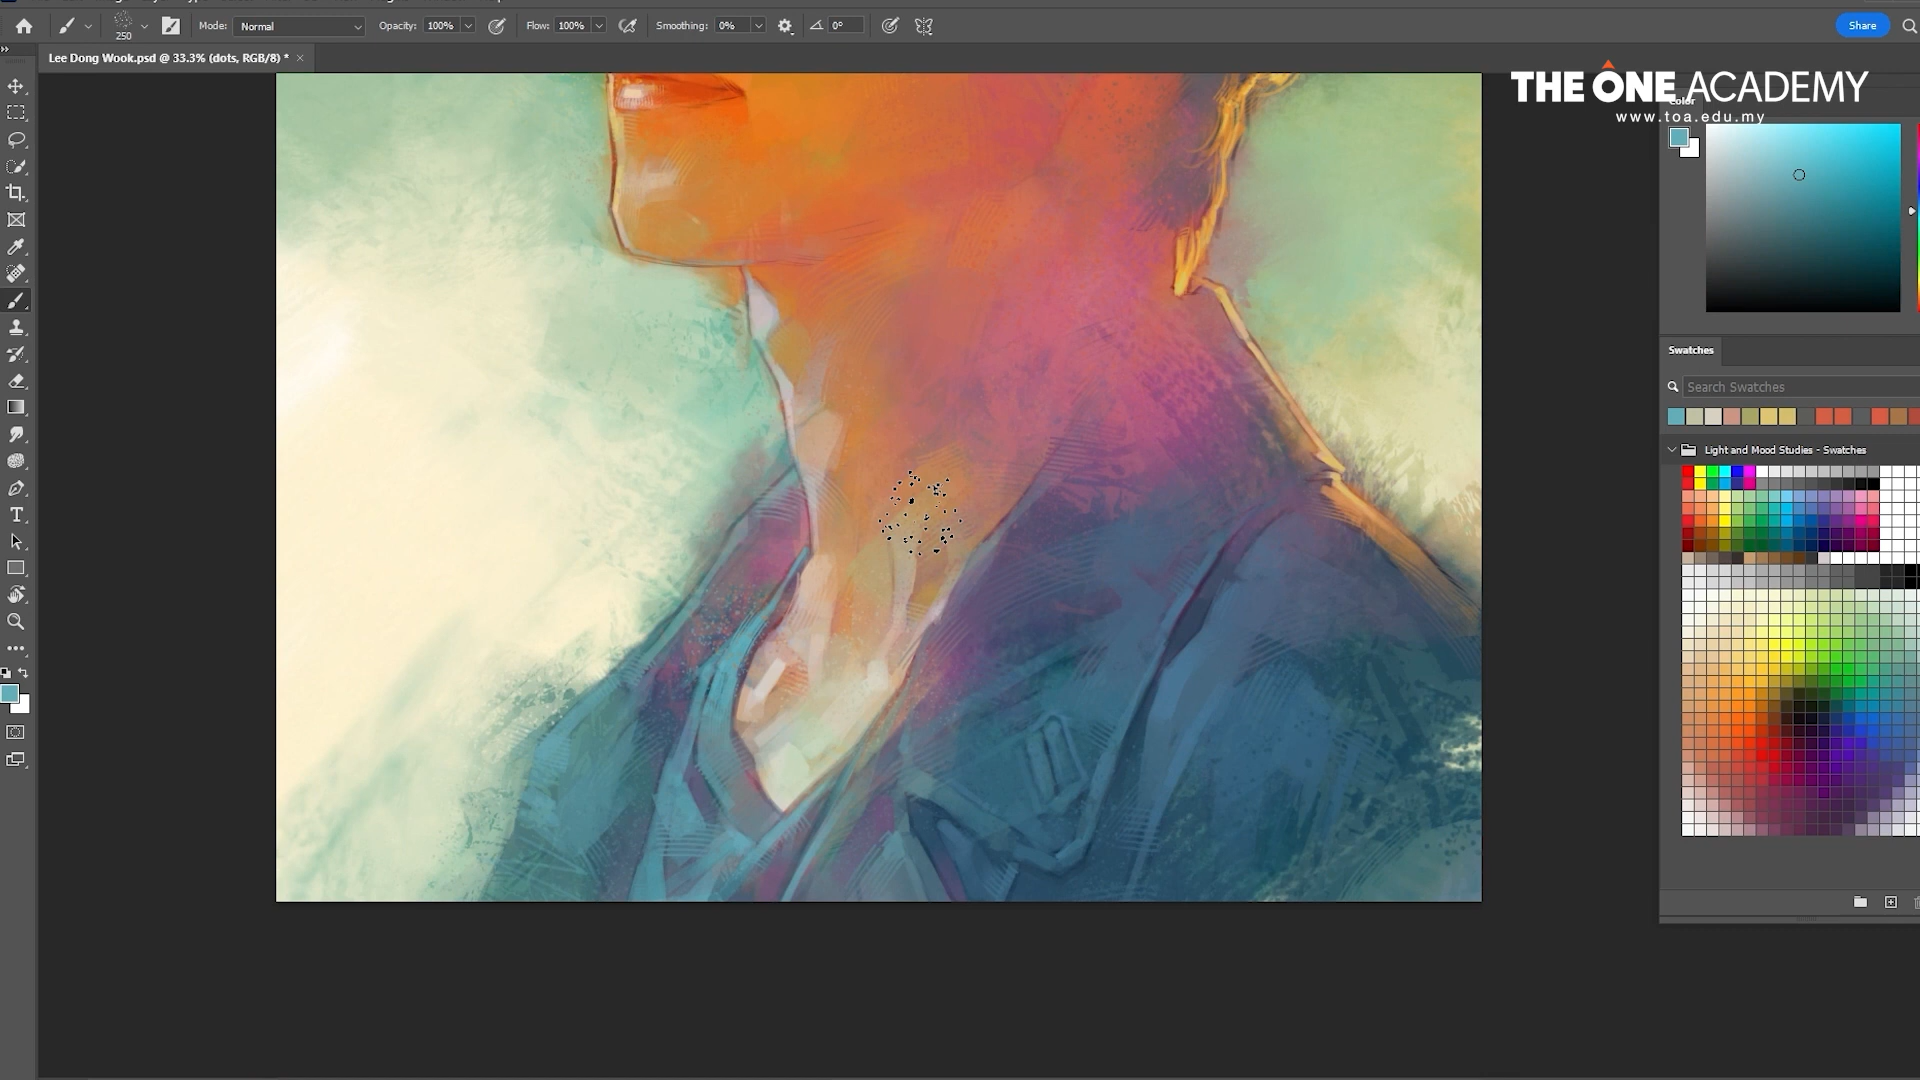 250
Mode:
Normal
Opacity:
100%
Flow:
100%
Smoothing:
0%
0°
Share
Lee Dong Wook.psd @ 33.3% (dots, RGB/8) *
THE ONE ACADEMY
www.toa.edu.my
Color
Swatches
Search Swatches
Light and Mood Studies - Swatches